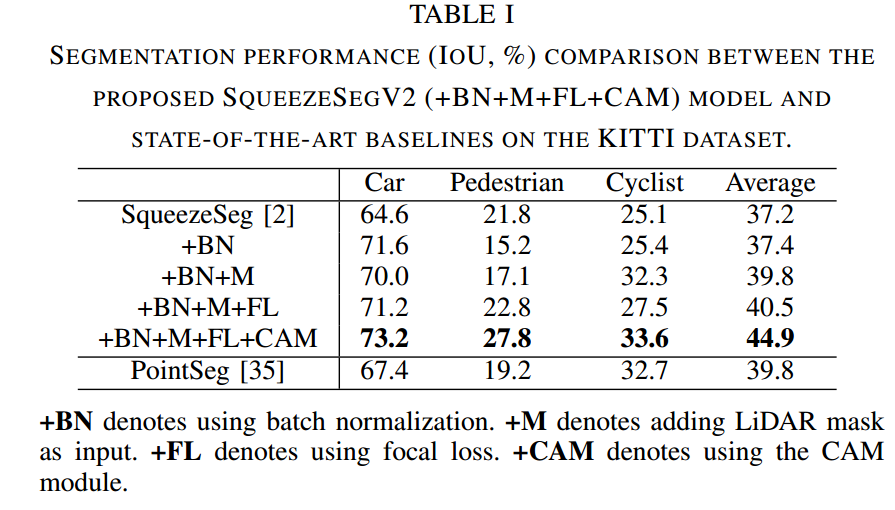 TABLE I
SEGMENTATION PERFORMANCE (IOU, %) COMPARISON BETWEEN THE
PROPOSED SQUEEZESEGV2 (+BN+M+FL+CAM) MODEL AND
STATE-OF-THE-ART BASELINES ON THE KITTI DATASET.
Car Pedestrian Cyclist Average
SqueezeSeg [2] 64.6 21.8 25.1 37.2
+BN 71.6 15.2 25.4 37.4
+BN+M 70.0 17.1 32.3 39.8
+BN+M+FL 71.2 22.8 27.5 40.5
+BN+M+FL+CAM 73.2 27.8 33.6 44.9
PointSeg [35] 67.4 19.2 32.7 39.8
+BN denotes using batch normalization. +M denotes adding LiDAR mask
as input. +FL denotes using focal loss. +CAM denotes using the CAM
module.